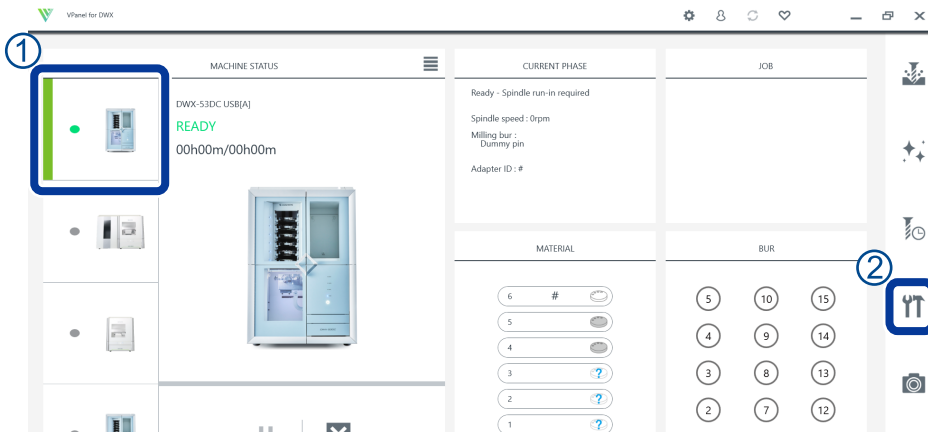 VPanel for DWX
①
MACHINE STATUS
DWX-53DC USB[A]
READY
00h00m/00h00m
CURRENT PHASE
Ready - Spindle run-in required
Spindle speed : 0rpm
Milling bur :
Dummy pin
Adapter ID : #
JOB
MATERIAL
6 #
5
4
3 ?
2 ?
1 ?
BUR
②
5 10 15
4 9 14
3 8 13
2 7 12